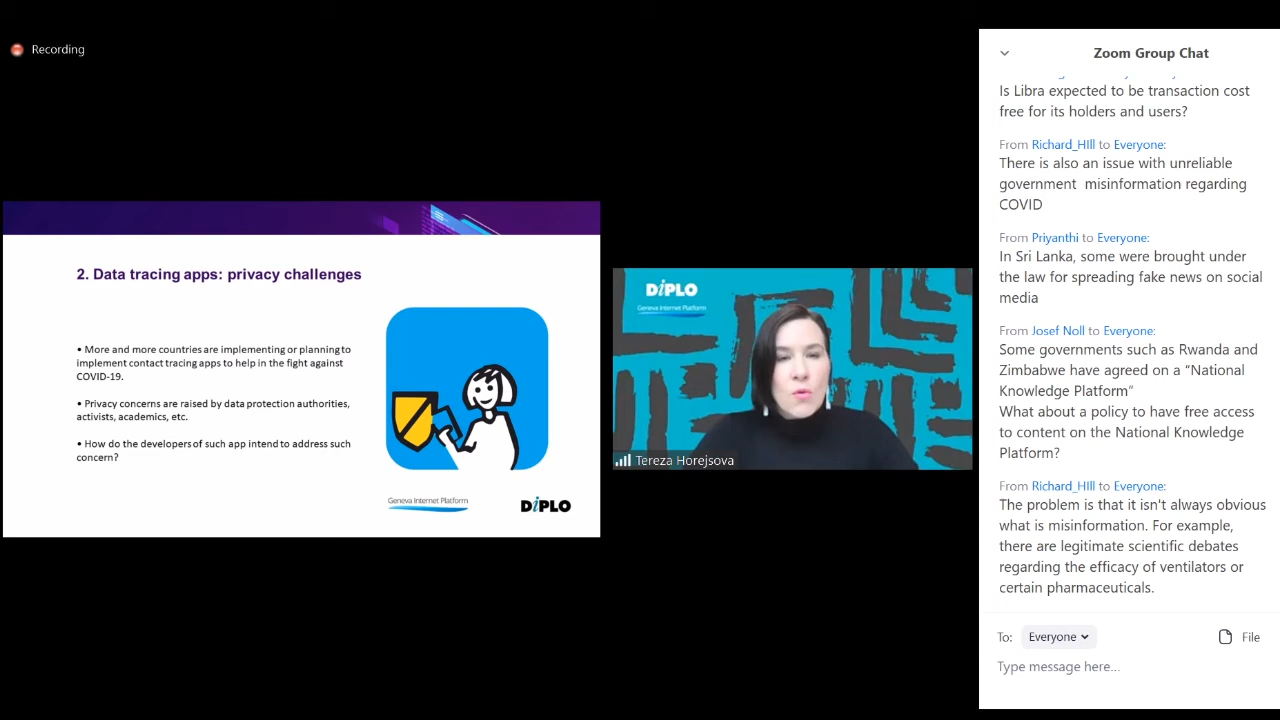 Recording
2. Data tracing apps: privacy challenges
• More and more countries are implementing or planning to
implement contact tracing apps to help in the fight against
COVID-19.
• Privacy concerns are raised by data protection authorities,
activists, academics, etc.
• How do the developers of such app intend to address such
concern?
Geneva Internet Platform
DiPLO
DiPLO
Geneva Internet Platform
Tereza Horejsova
Zoom Group Chat
Is Libra expected to be transaction cost
free for its holders and users?
From Richard_HIll to Everyone:
There is also an issue with unreliable
government  misinformation regarding
COVID
From Priyanthi to Everyone:
In Sri Lanka, some were brought under
the law for spreading fake news on social
media
From Josef Noll to Everyone:
Some governments such as Rwanda and
Zimbabwe have agreed on a “National
Knowledge Platform”
What about a policy to have free access
to content on the National Knowledge
Platform?
From Richard_HIll to Everyone:
The problem is that it isn't always obvious
what is misinformation. For example,
there are legitimate scientific debates
regarding the efficacy of ventilators or
certain pharmaceuticals.
To: Everyone File
Type message here...